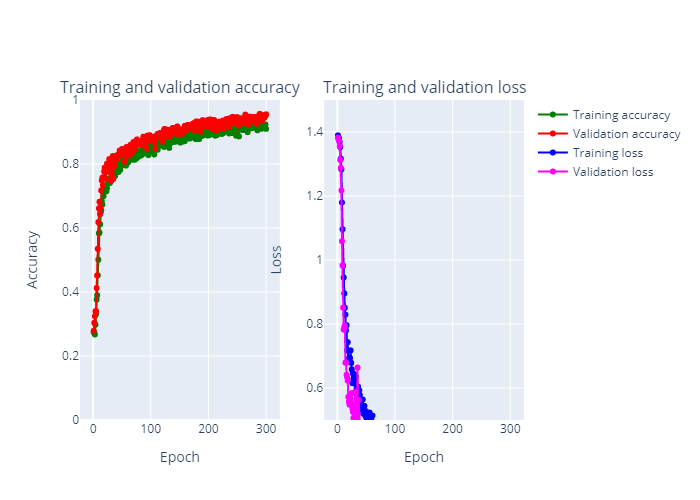 Training and validation accuracy
Training and validation loss
1
0.8
0.6
0.4
0.2
0
0
100
200
300
Accuracy
Epoch
1.4
1.2
1
0.8
0.6
0
100
200
300
Loss
Epoch
Training accuracy
Validation accuracy
Training loss
Validation loss